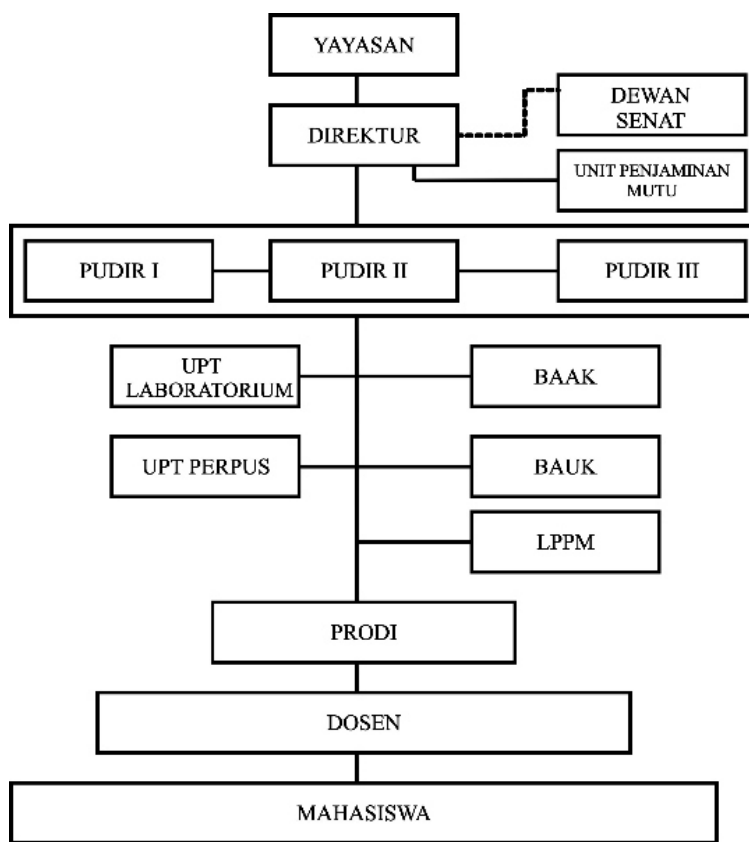 YAYASAN
DIREKTUR
DEWAN
SENAT
UNIT PENJAMINAN
MUTU
PUDIR I
PUDIR II
PUDIR III
UPT
LABORATORIUM
BAAK
UPT PERPUS
BAUK
LPPM
PRODI
DOSEN
MAHASISWA